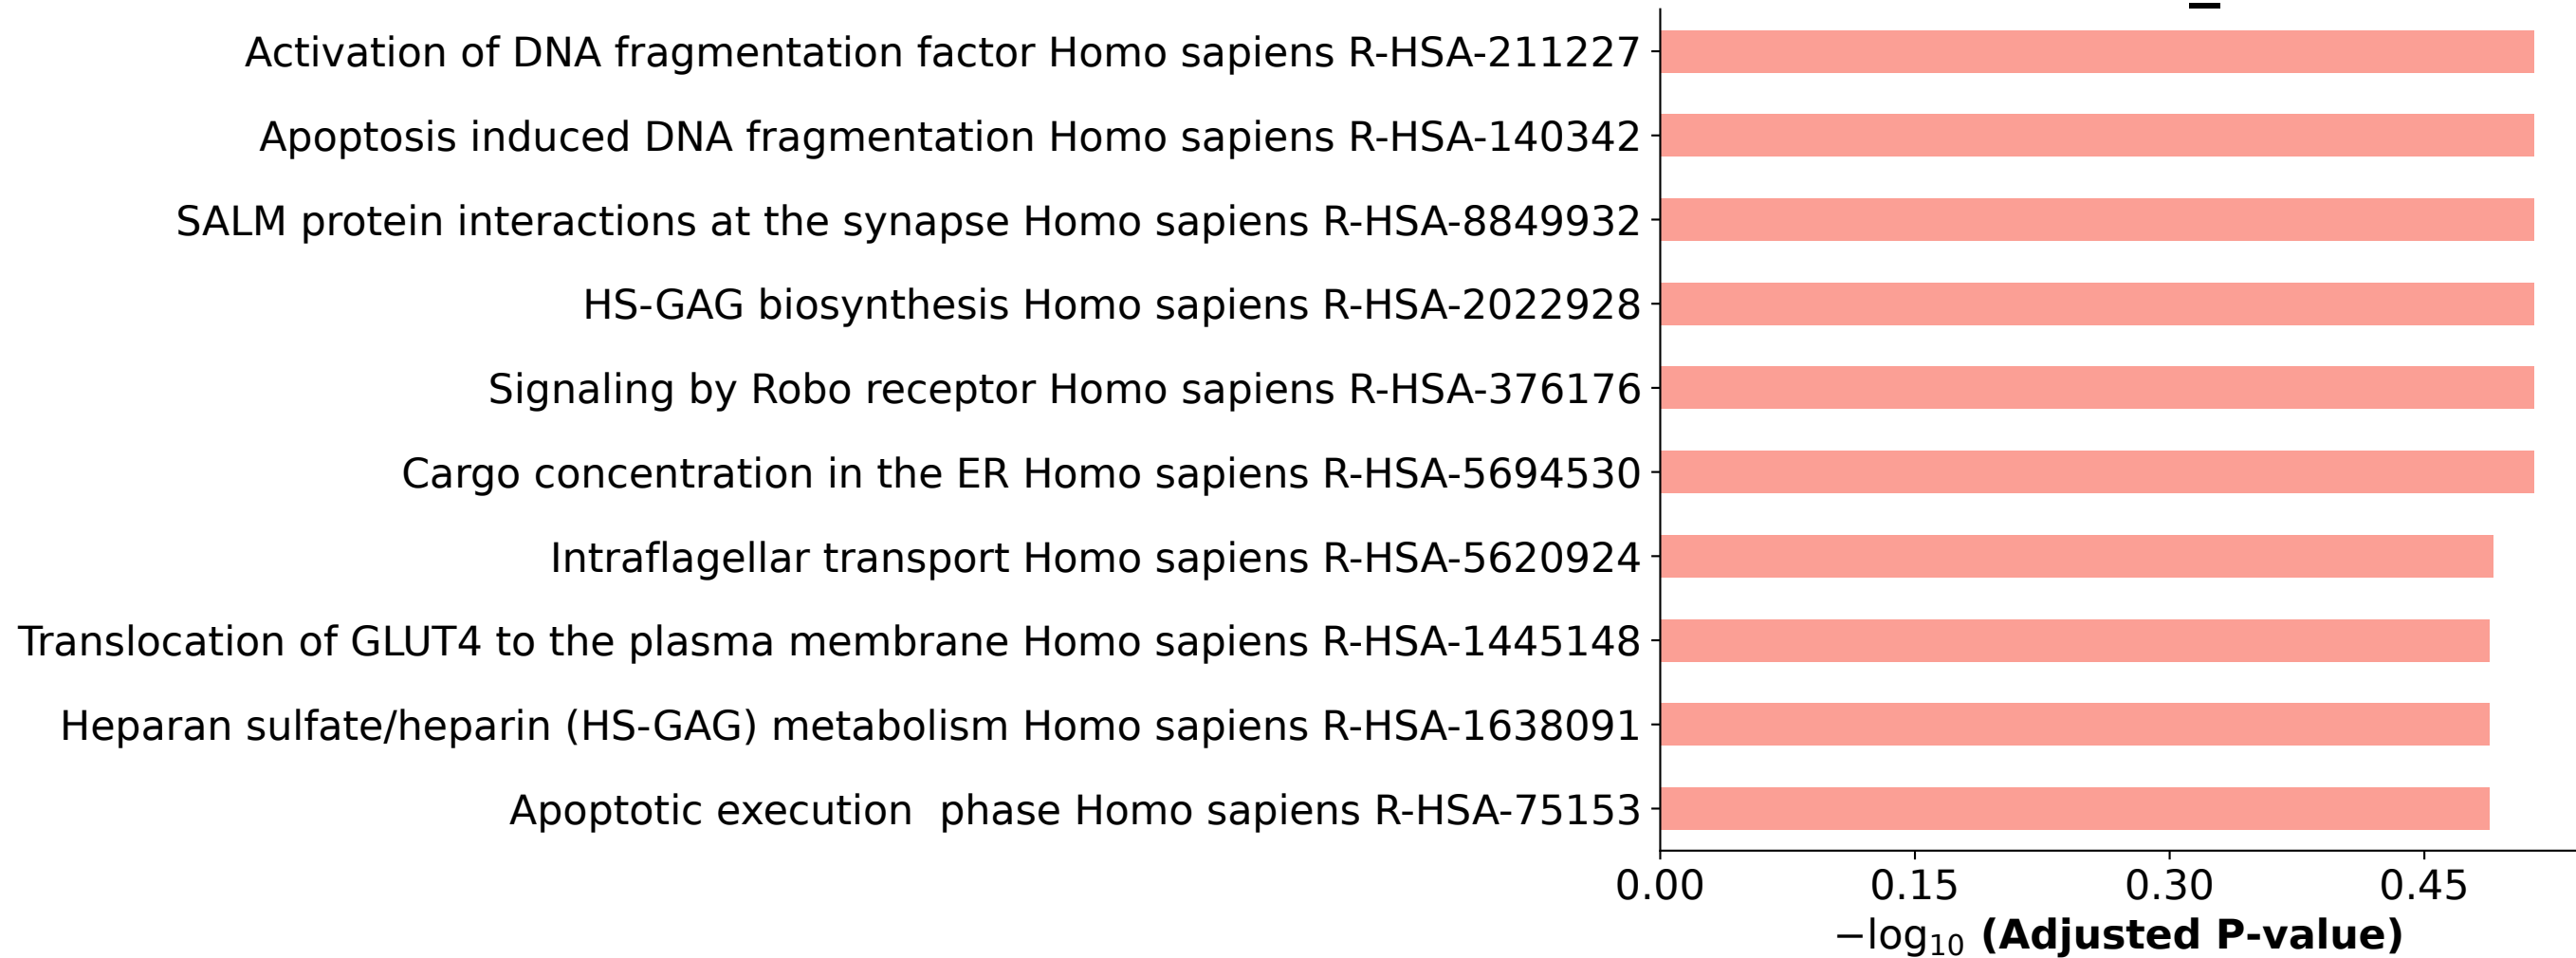 Activation of DNA fragmentation factor Homo sapiens R-HSA-211227
Apoptosis induced DNA fragmentation Homo sapiens R-HSA-140342
SALM protein interactions at the synapse Homo sapiens R-HSA-8849932
HS-GAG biosynthesis Homo sapiens R-HSA-2022928
Signaling by Robo receptor Homo sapiens R-HSA-376176
Cargo concentration in the ER Homo sapiens R-HSA-5694530
Intraflagellar transport Homo sapiens R-HSA-5620924
Translocation of GLUT4 to the plasma membrane Homo sapiens R-HSA-1445148
Heparan sulfate/heparin (HS-GAG) metabolism Homo sapiens R-HSA-1638091
Apoptotic execution  phase Homo sapiens R-HSA-75153
0.00 0.15 0.30 0.45
−log₁₀ (Adjusted P-value)